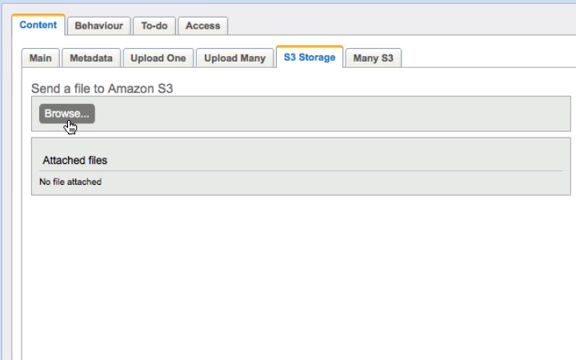 Content Behaviour To-do Access
Main Metadata Upload One Upload Many S3 Storage Many S3
Send a file to Amazon S3
Browse...
Attached files
No file attached